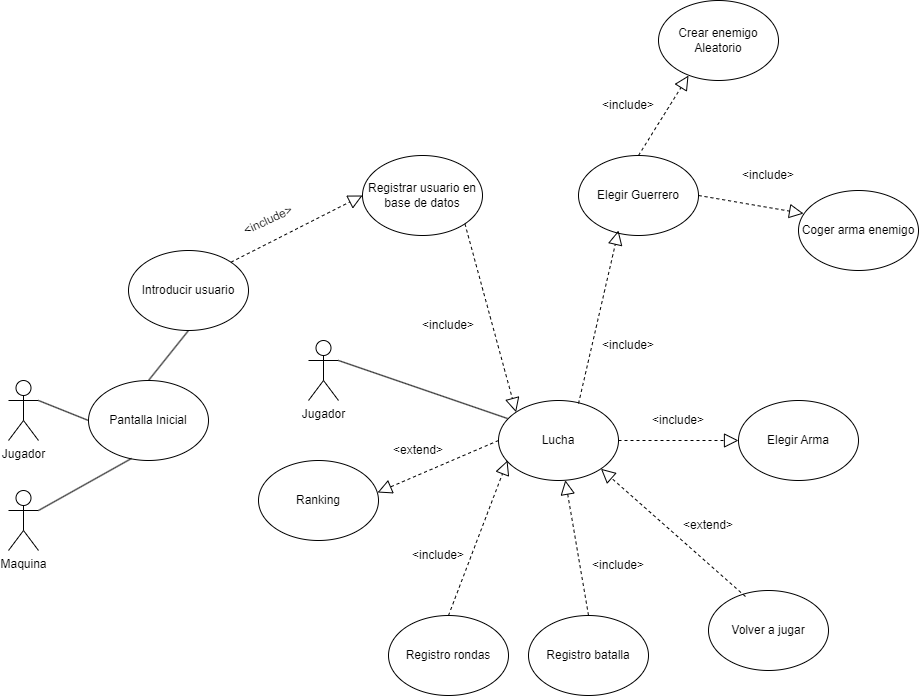 Crear enemigo
Aleatorio
<include>
<include>
Registrar usuario en
base de datos
Elegir Guerrero
<include>
Coger arma enemigo
Introducir usuario
<include>
<include>
Jugador
Pantalla Inicial
Jugador
<include>
Lucha
Elegir Arma
<extend>
Ranking
Maquina
<extend>
<include>
<include>
Registro rondas
Registro batalla
Volver a jugar